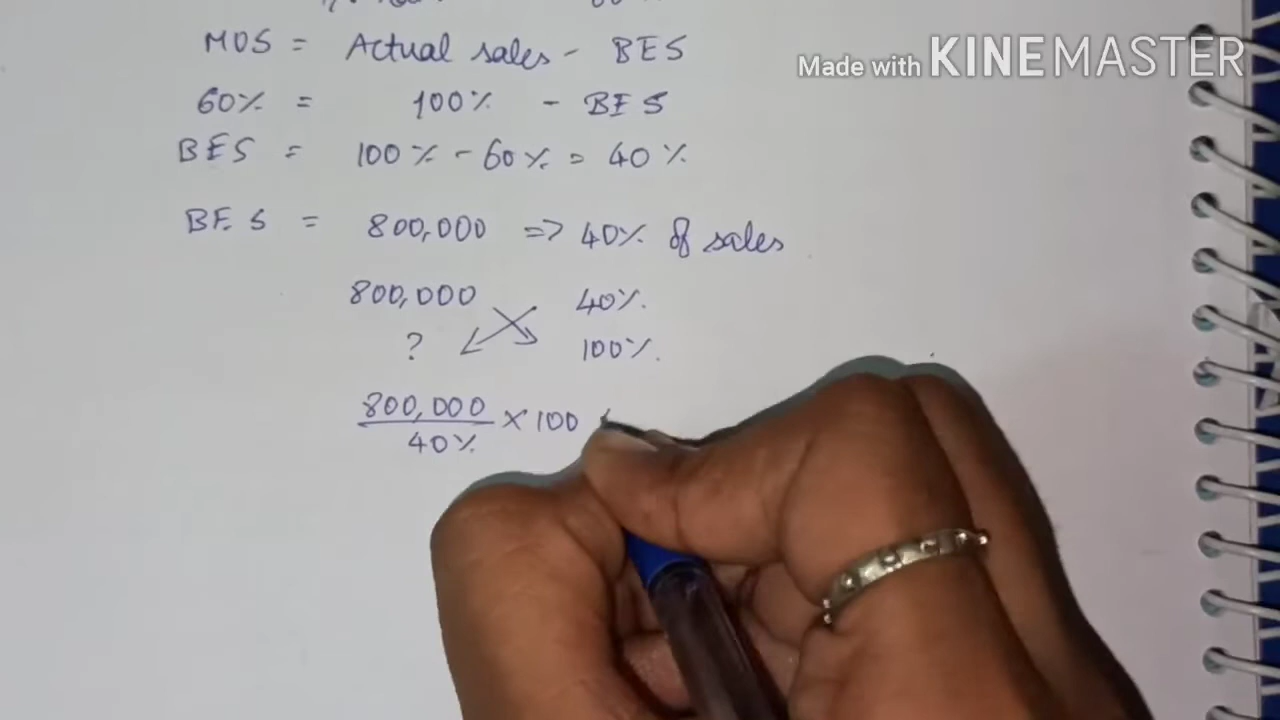 MOS = Actual sales - BES
Made with KINEMASTER
60% = 100% - BES
BES = 100% - 60% = 40%
BES = 800,000 => 40% of sales
800,000 40%.
? 100%.
800,000
40%
× 100